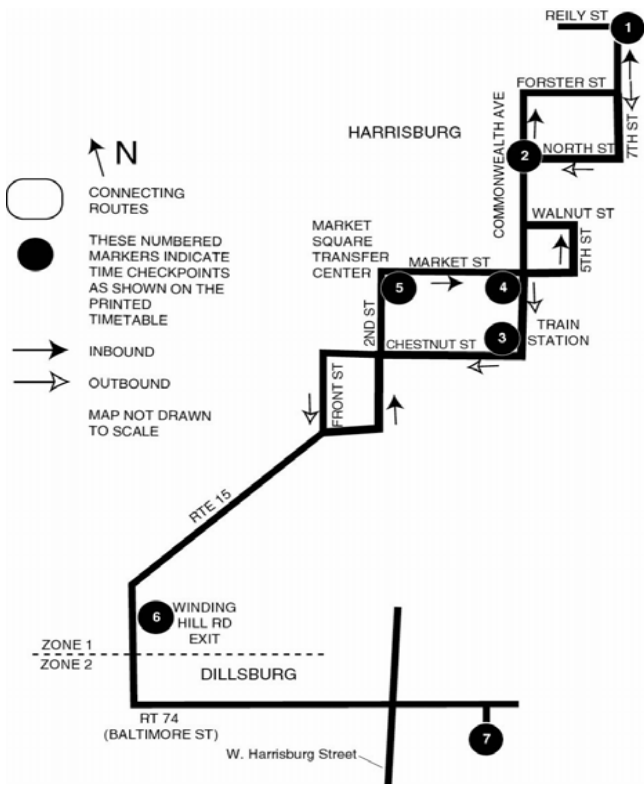 REILY ST
1
FORSTER ST
COMMONWEALTH AVE
7TH ST
HARRISBURG
N
2
NORTH ST
CONNECTING
ROUTES
WALNUT ST
5TH ST
MARKET
SQUARE
TRANSFER
CENTER
MARKET ST
THESE NUMBERED
MARKERS INDICATE
TIME CHECKPOINTS
AS SHOWN ON THE
PRINTED
TIMETABLE
5
4
2ND ST
3
TRAIN
STATION
CHESTNUT ST
INBOUND
OUTBOUND
FRONT ST
MAP NOT DRAWN
TO SCALE
RTE 15
6
WINDING
HILL RD
EXIT
ZONE 1
ZONE 2
DILLSBURG
RT 74
(BALTIMORE ST)
7
W. Harrisburg Street